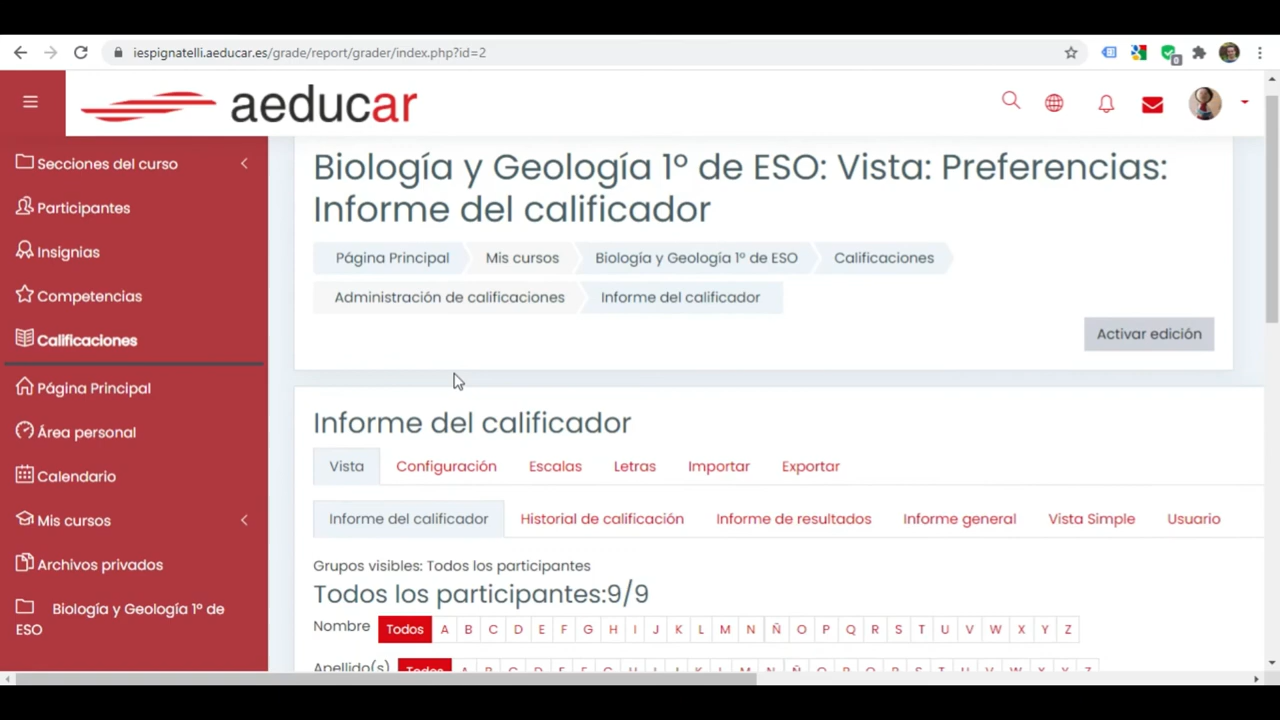 iespignatelli.aeducar.es/grade/report/grader/index.php?id=2
0
aeducar
Secciones del curso
Participantes
Insignias
Competencias
Calificaciones
Página Principal
Área personal
Calendario
Mis cursos
Archivos privados
Biología y Geología 1º de
ESO
Biología y Geología 1º de ESO: Vista: Preferencias:
Informe del calificador
Página Principal Mis cursos Biología y Geología 1º de ESO Calificaciones
Administración de calificaciones Informe del calificador
Activar edición
Informe del calificador
Vista Configuración Escalas Letras Importar Exportar
Informe del calificador Historial de calificación Informe de resultados Informe general Vista Simple Usuario
Grupos visibles: Todos los participantes
Todos los participantes:9/9
Nombre Todos A B C D E F G H I J K L M N Ñ O P Q R S T U V W X Y Z
Apellido(s) Todos A B C D E F G H I J K L M N Ñ O P Q R S T U V W X Y Z